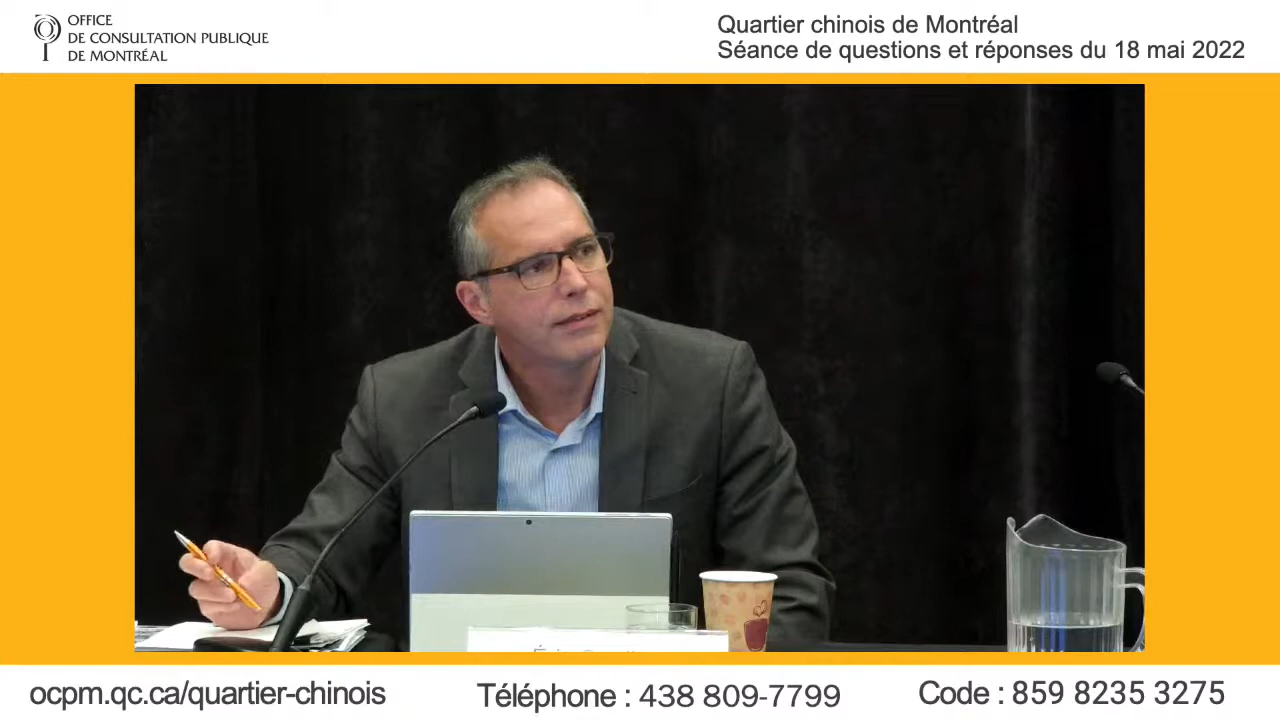 OFFICE
DE CONSULTATION PUBLIQUE
DE MONTRÉAL
Quartier chinois de Montréal
Séance de questions et réponses du 18 mai 2022
ocpm.qc.ca/quartier-chinois
Téléphone : 438 809-7799
Code : 859 8235 3275